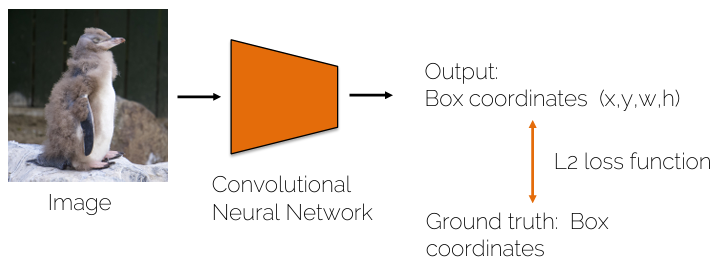 Image
Convolutional
Neural Network
Output:
Box coordinates (x,y,w,h)
L2 loss function
Ground truth: Box
coordinates